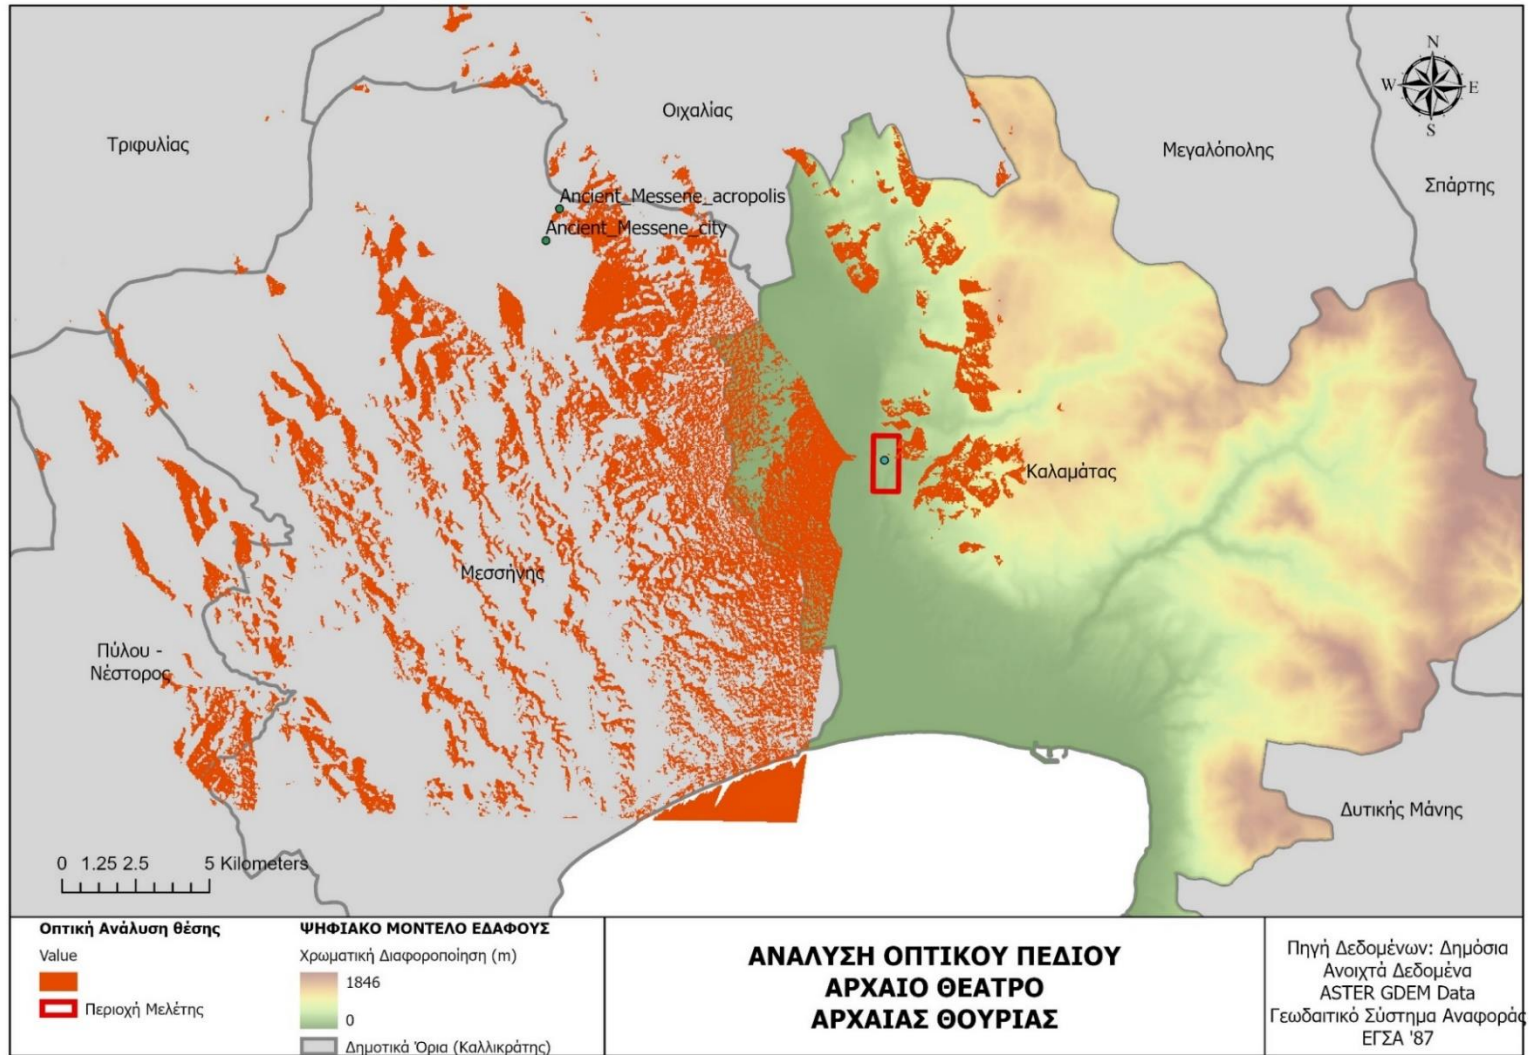 N
W
E
S
Οιχαλίας
Τριφυλίας
Μεγαλόπολης
Σπάρτης
Ancient_Messene_acropolis
Ancient_Messene_city
Καλαμάτας
Μεσσήνης
Πύλου -
Νέστορος
Δυτικής Μάνης
0 1.25 2.5 5 Kilometers
Οπτική Ανάλυση θέσης
Value
Περιοχή Μελέτης
ΨΗΦΙΑΚΟ ΜΟΝΤΕΛΟ ΕΔΑΦΟΥΣ
Χρωματική Διαφοροποίηση (m)
1846
0
Δημοτικά Όρια (Καλλικράτης)
ΑΝΑΛΥΣΗ ΟΠΤΙΚΟΥ ΠΕΔΙΟΥ
ΑΡΧΑΙΟ ΘΕΑΤΡΟ
ΑΡΧΑΙΑΣ ΘΟΥΡΙΑΣ
Πηγή Δεδομένων: Δημόσια
Ανοιχτά Δεδομένα
ASTER GDEM Data
Γεωδαιτικό Σύστημα Αναφοράς
ΕΓΣΑ '87